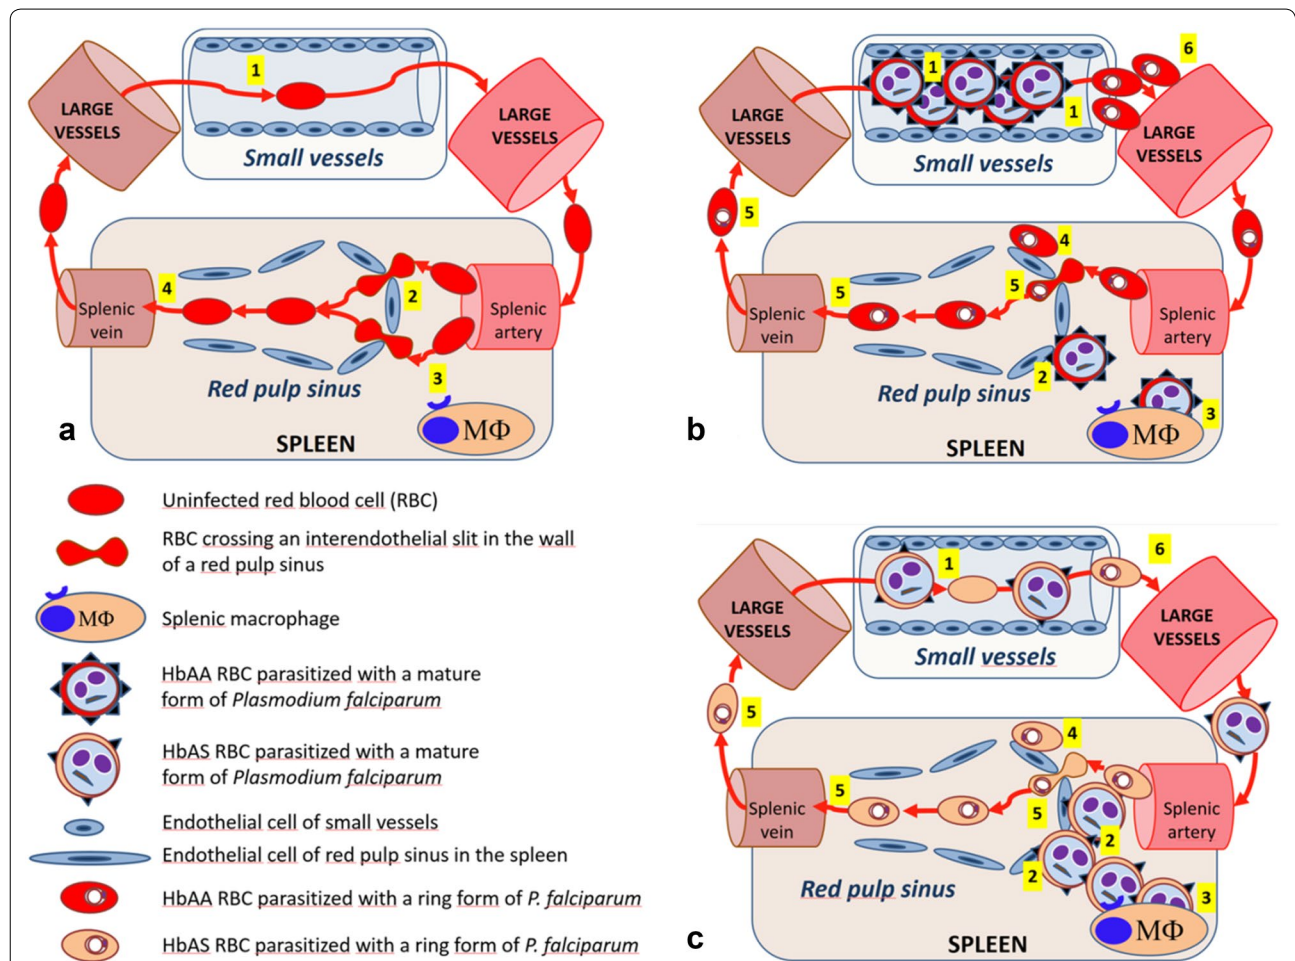 1
LARGE
VESSELS
LARGE
VESSELS
Small vessels
4
2
Splenic
vein
Splenic
artery
Red pulp sinus
3
MΦ
a
SPLEEN
1
6
LARGE
VESSELS
1
LARGE
VESSELS
Small vessels
5
4
5
5
Splenic
vein
Splenic
artery
Red pulp sinus
2
3
MΦ
b
SPLEEN
Uninfected red blood cell (RBC)
RBC crossing an interendothelial slit in the wall
of a red pulp sinus
MΦ
Splenic macrophage
HbAA RBC parasitized with a mature
form of Plasmodium falciparum
HbAS RBC parasitized with a mature
form of Plasmodium falciparum
Endothelial cell of small vessels
Endothelial cell of red pulp sinus in the spleen
HbAA RBC parasitized with a ring form of P. falciparum
HbAS RBC parasitized with a ring form of P. falciparum
1
6
LARGE
VESSELS
LARGE
VESSELS
Small vessels
5
4
5
5
Splenic
vein
Splenic
artery
2
2
Red pulp sinus
3
MΦ
c
SPLEEN